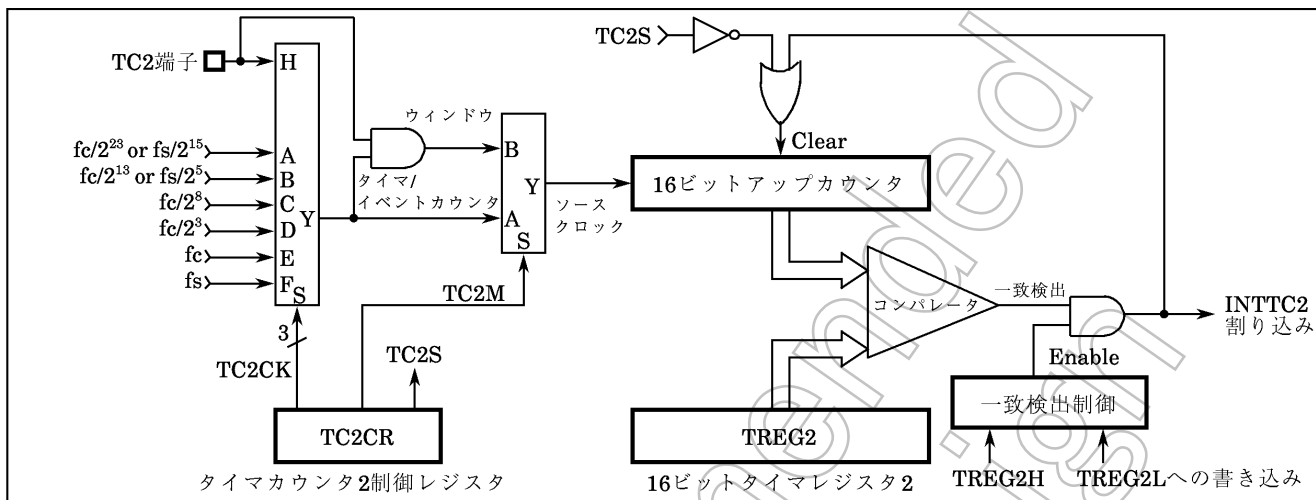 TC2端子
H
fc/2^23 or fs/2^15
A
fc/2^13 or fs/2^5
B
fc/2^8
C
fc/2^3
D
fc
E
fs
F
S
Y
3
TC2CK
ウィンドウ
タイマ/
イベントカウンタ
B
Y
A
S
ソース
クロック
TC2M
TC2S
TC2CR
タイマカウンタ2制御レジスタ
TC2S
Clear
16ビットアップカウンタ
コンパレータ
一致検出
INTTC2
割り込み
Enable
一致検出制御
TREG2H
TREG2Lへの書き込み
TREG2
16ビットタイマレジスタ2